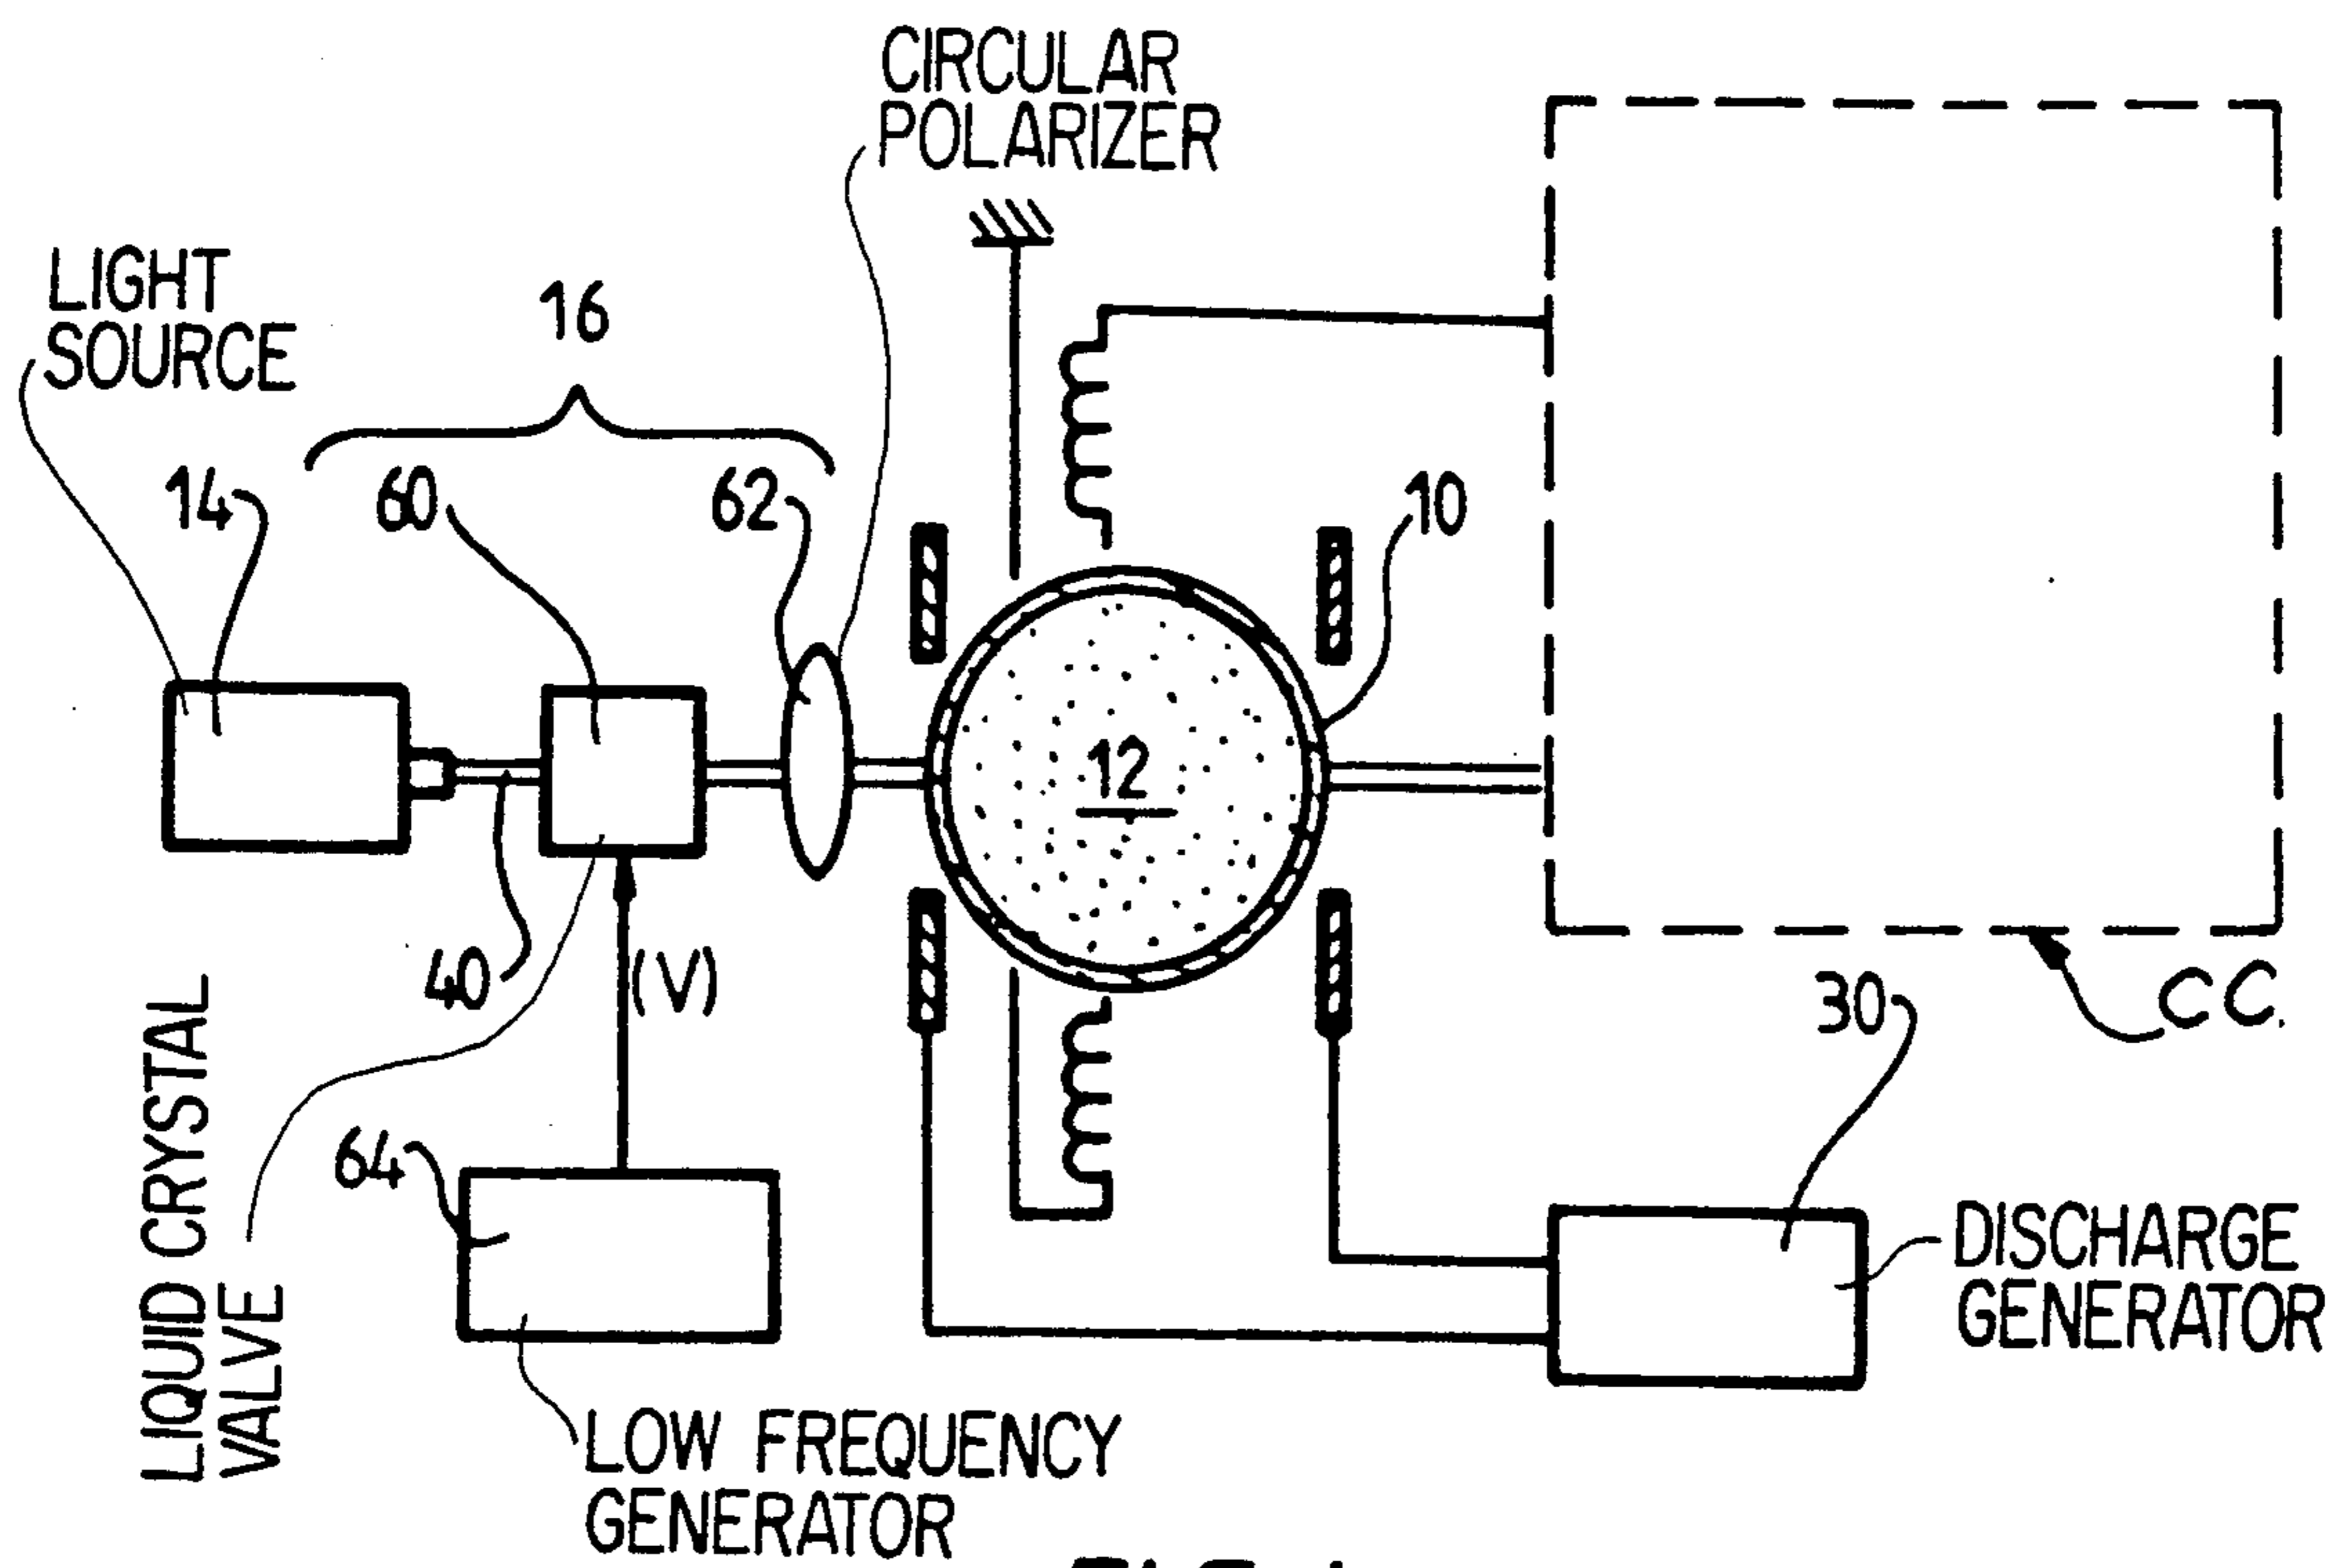 CIRCULAR
POLARIZER
LIGHT
SOURCE
16
14
60
62
10
12
40
(V)
CC.
30
LIQUID CRYSTAL
VALVE
64
DISCHARGE
GENERATOR
LOW FREQUENCY
GENERATOR